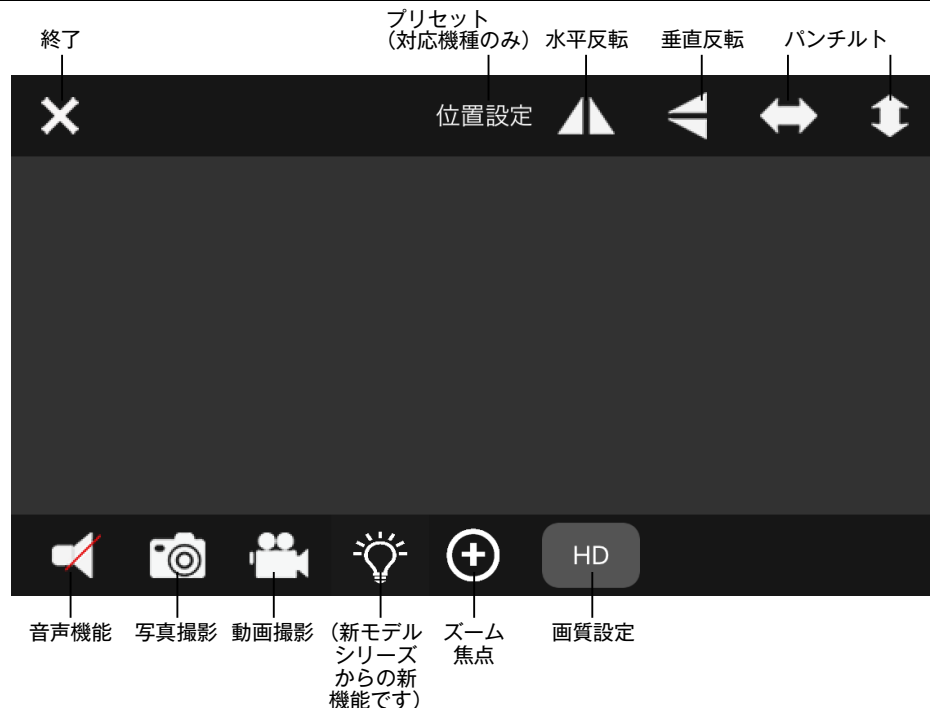 プリセット
終了
（対応機種のみ）
水平反転
垂直反転
パンチルト
位置設定
HD
音声機能
写真撮影
動画撮影
（新モデル
シリーズ
からの新
機能です）
ズーム
焦点
画質設定